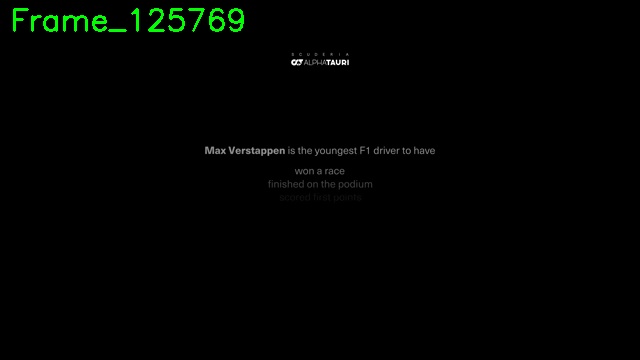 Frame_125769
SCUDERIA
ALPHATAURI
Max Verstappen is the youngest F1 driver to have
won a race
finished on the podium
scored first points